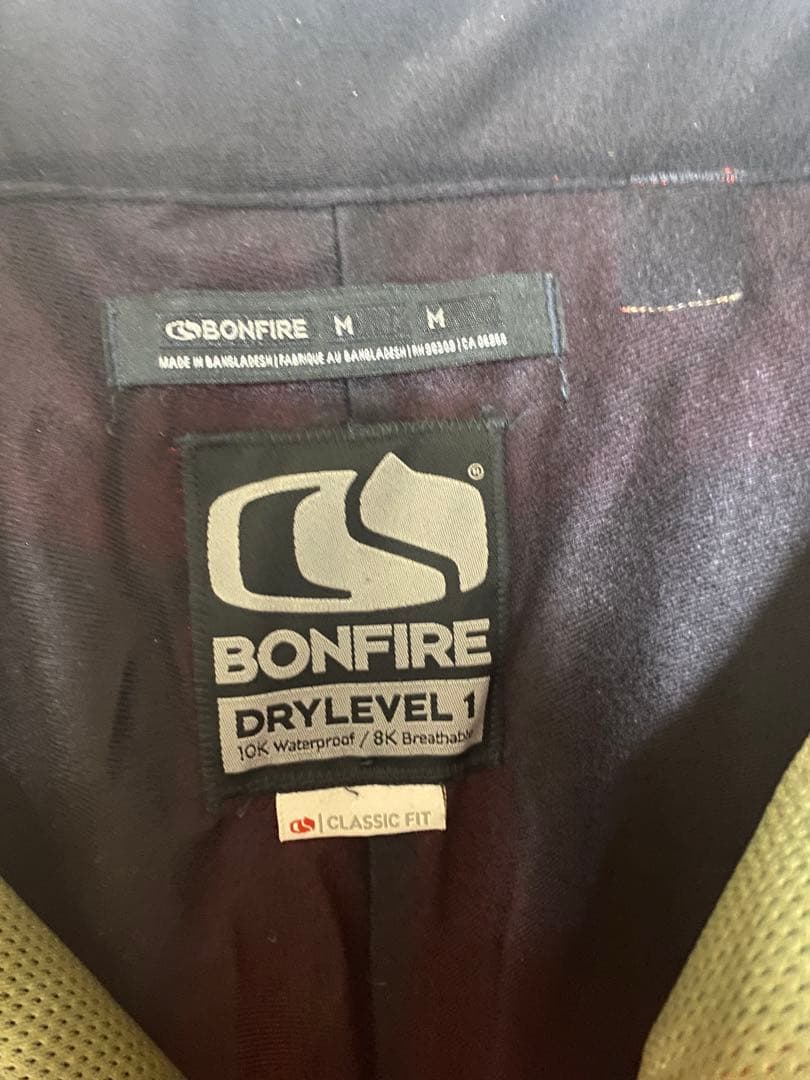 BONFIRE M M
MADE IN BANGLADESH | FABRIQUE AU BANGLADESH |
®
BONFIRE
DRYLEVEL 1
10K Waterproof / 8K Breathable
CLASSIC FIT